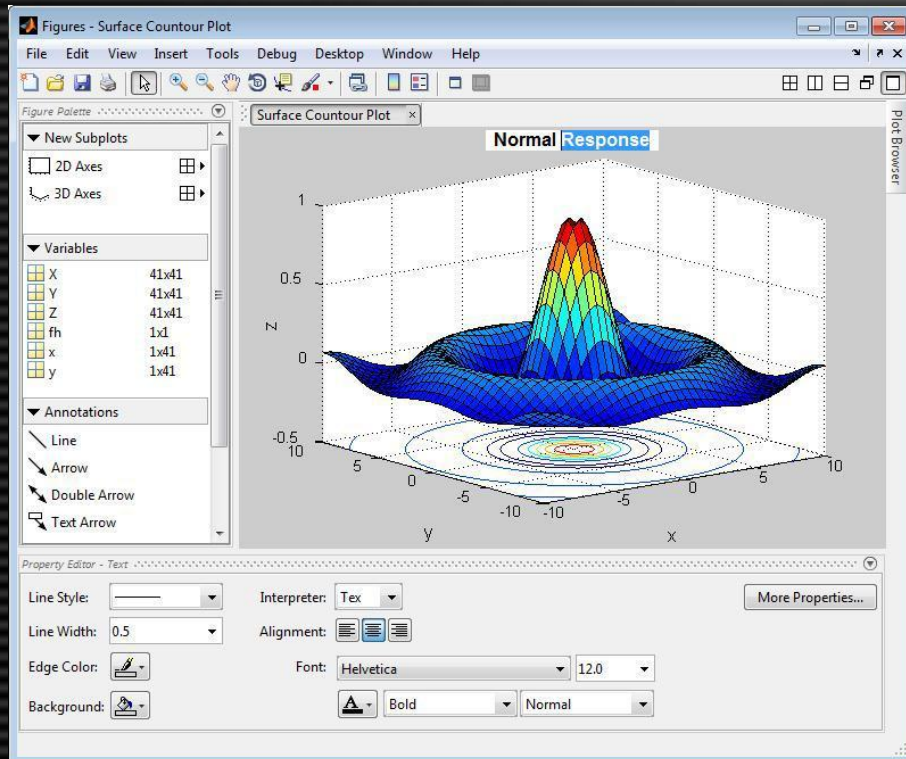 Figures - Surface Countour Plot
File Edit View Insert Tools Debug Desktop Window Help
Figure Palette
Surface Countour Plot
Plot Browser
New Subplots
2D Axes
3D Axes
Variables
X 41x41
Y 41x41
Z 41x41
fh 1x1
x 1x41
y 1x41
Annotations
Line
Arrow
Double Arrow
Text Arrow
Normal Response
1
0.5
0
-0.5
z
10
5
0
-5
-10
y
-10
-5
0
5
10
x
Property Editor - Text
Line Style: Interpreter: Tex More Properties...
Line Width: 0.5 Alignment:
Edge Color: Font: Helvetica 12.0
Background: A Bold Normal